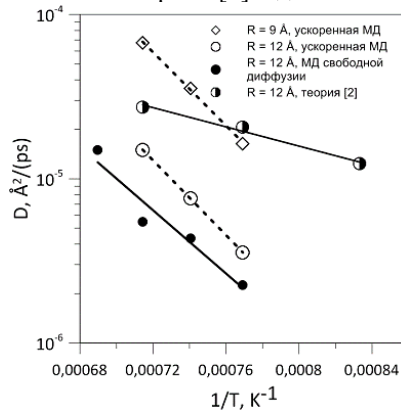 10⁻⁴
R = 9 Å, ускоренная МД
R = 12 Å, ускоренная МД
R = 12 Å, МД свободной
диффузии
R = 12 Å, теория [2]
D, Å²/(ps)
10⁻⁵
10⁻⁶
0,00068 0,00072 0,00076 0,0008 0,00084
1/T, K⁻¹